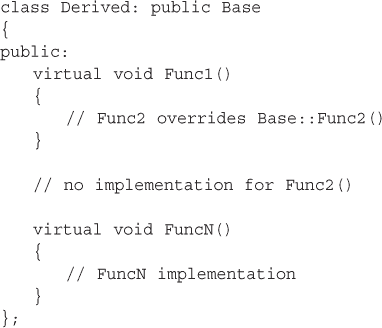 class Derived: public Base
{
public:
    virtual void Func1()
    {
        // Func2 overrides Base::Func2()
    }

    // no implementation for Func2()

    virtual void FuncN()
    {
        // FuncN implementation
    }
};